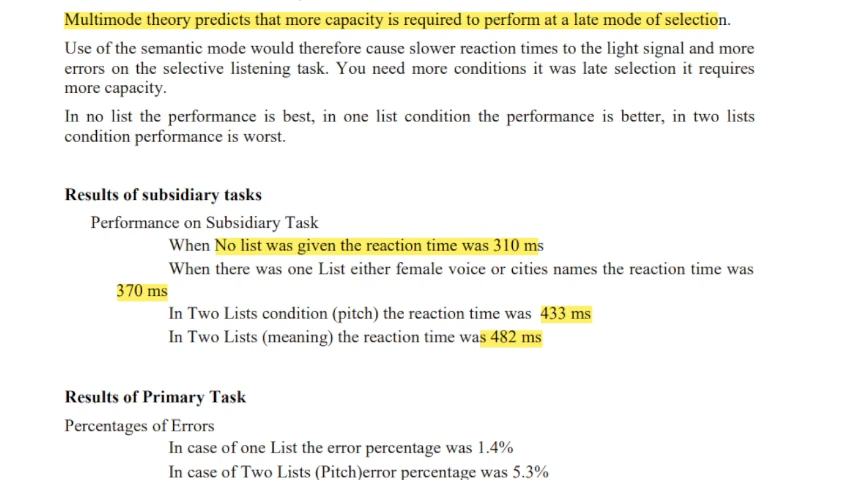 Multimode theory predicts that more capacity is required to perform at a late mode of selection.
Use of the semantic mode would therefore cause slower reaction times to the light signal and more
errors on the selective listening task. You need more conditions it was late selection it requires
more capacity.
In no list the performance is best, in one list condition the performance is better, in two lists
condition performance is worst.
Results of subsidiary tasks
Performance on Subsidiary Task
When No list was given the reaction time was 310 ms
When there was one List either female voice or cities names the reaction time was
370 ms
In Two Lists condition (pitch) the reaction time was 433 ms
In Two Lists (meaning) the reaction time was 482 ms
Results of Primary Task
Percentages of Errors
In case of one List the error percentage was 1.4%
In case of Two Lists (Pitch)error percentage was 5.3%